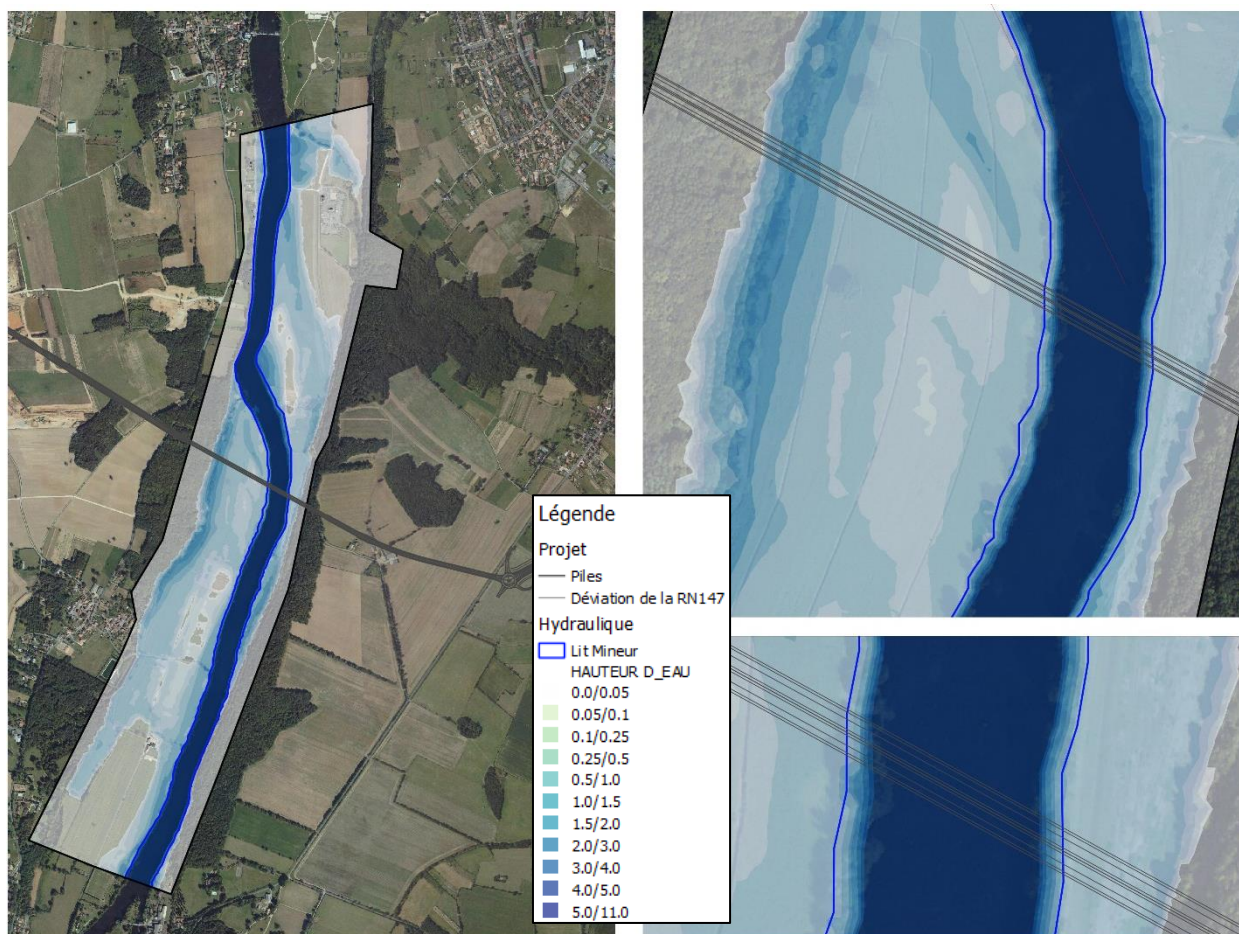 Légende
Projet
Piles
Déviation de la RN147
Hydraulique
Lit Mineur
HAUTEUR D_EAU
0.0/0.05
0.05/0.1
0.1/0.25
0.25/0.5
0.5/1.0
1.0/1.5
1.5/2.0
2.0/3.0
3.0/4.0
4.0/5.0
5.0/11.0